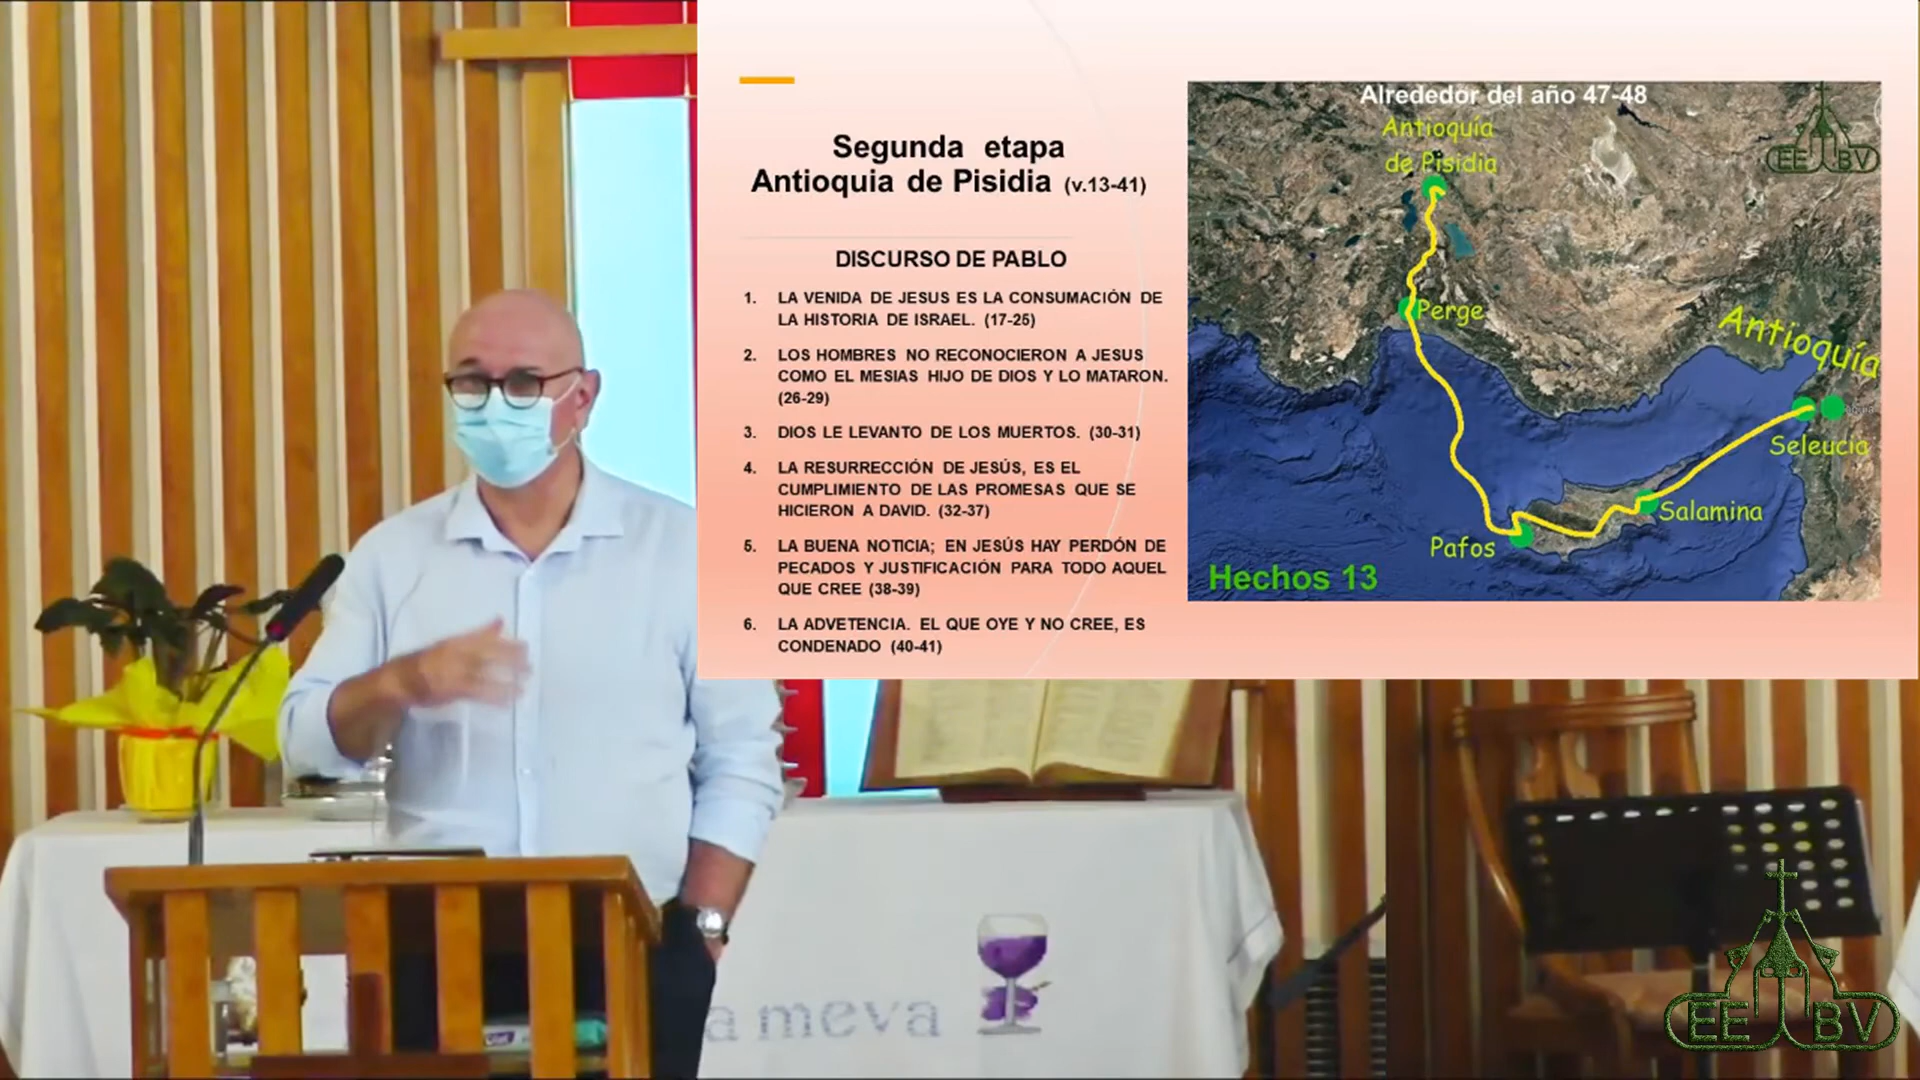 Segunda etapa
Antioquia de Pisidia (v.13-41)
DISCURSO DE PABLO
1. LA VENIDA DE JESUS ES LA CONSUMACIÓN DE
LA HISTORIA DE ISRAEL. (17-25)
2. LOS HOMBRES NO RECONOCIERON A JESUS
COMO EL MESIAS HIJO DE DIOS Y LO MATARON.
(26-29)
3. DIOS LE LEVANTO DE LOS MUERTOS. (30-31)
4. LA RESURRECCIÓN DE JESÚS, ES EL
CUMPLIMIENTO DE LAS PROMESAS QUE SE
HICIERON A DAVID. (32-37)
5. LA BUENA NOTICIA; EN JESÚS HAY PERDÓN DE
PECADOS Y JUSTIFICACIÓN PARA TODO AQUEL
QUE CREE (38-39)
6. LA ADVETENCIA. EL QUE OYE Y NO CREE, ES
CONDENADO (40-41)
Alrededor del año 47-48
Antioquía
de Pisidia
EE BV
Perge
Antioquía
Seleucia
Salamina
Pafos
Hechos 13
a meva
EE BV